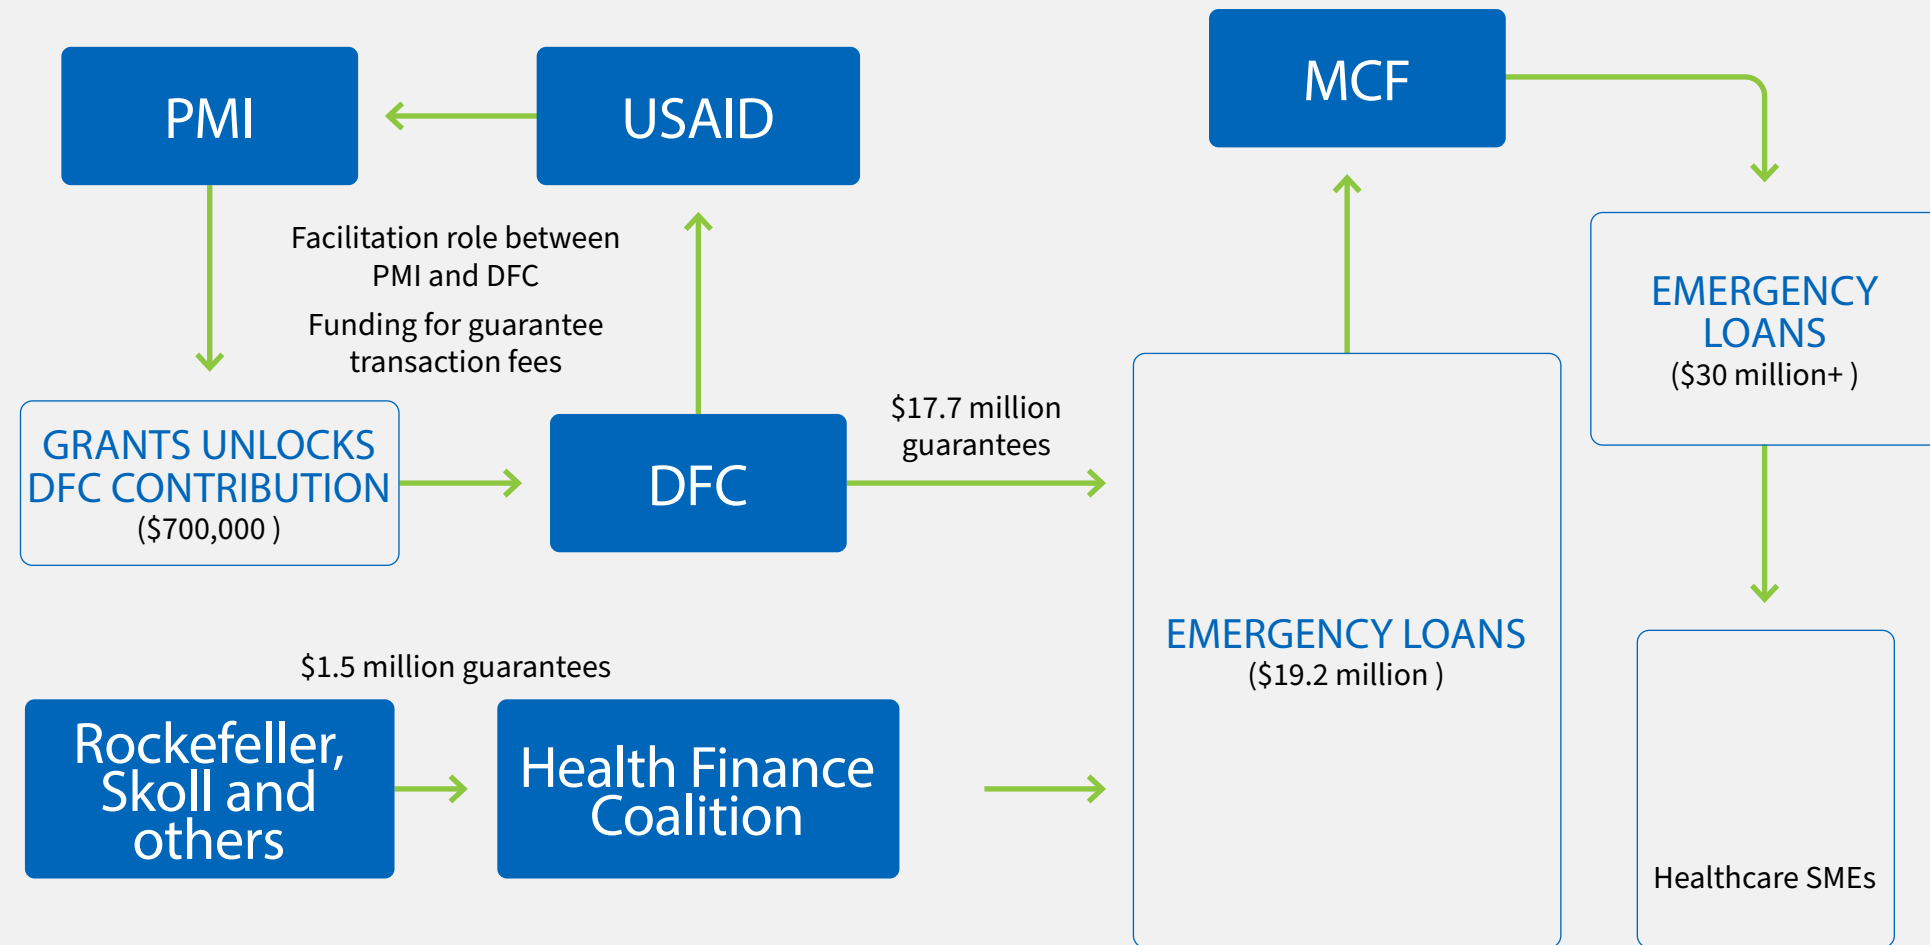 PMI
USAID
MCF
Facilitation role between
PMI and DFC
Funding for guarantee
transaction fees
EMERGENCY
LOANS
($30 million+ )
GRANTS UNLOCKS
DFC CONTRIBUTION
($700,000 )
DFC
$17.7 million
guarantees
EMERGENCY LOANS
($19.2 million )
$1.5 million guarantees
Rockefeller,
Skoll and
others
Health Finance
Coalition
Healthcare SMEs